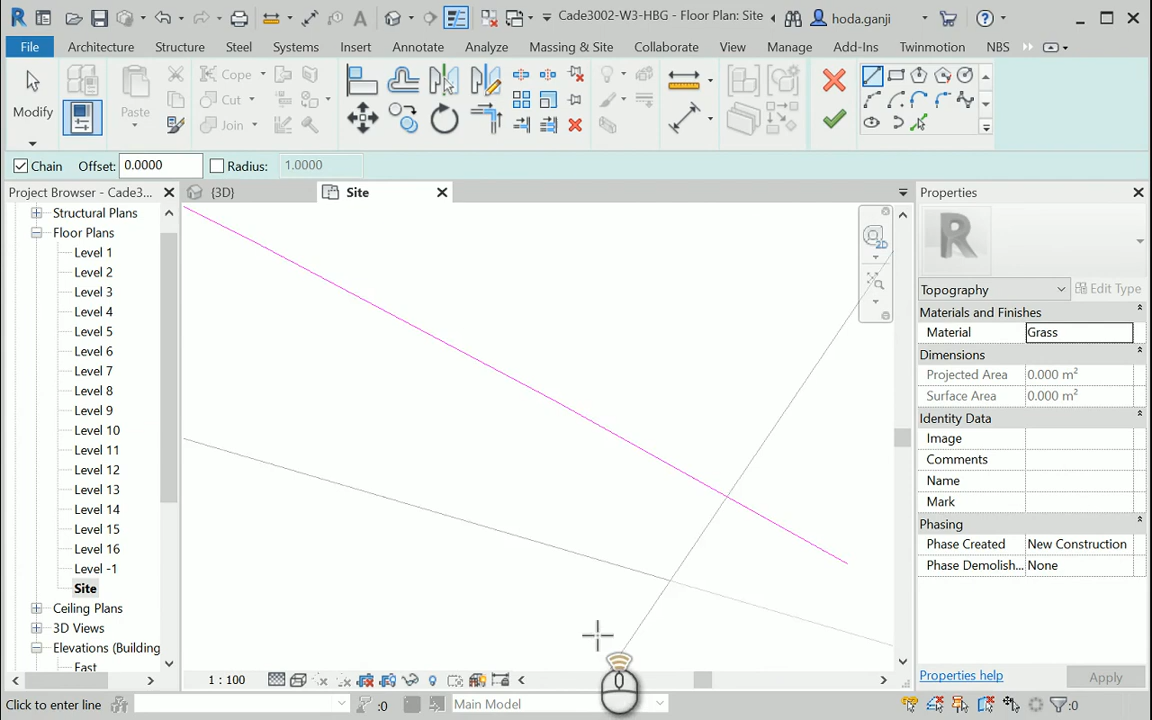 Cade3002-W3-HBG - Floor Plan: Site
hoda.ganji
File Architecture Structure Steel Systems Insert Annotate Analyze Massing & Site Collaborate View Manage Add-Ins Twinmotion NBS
Modify
Paste
Cope
Cut
Join
Chain Offset: 0.0000 Radius: 1.0000
Project Browser - Cade3...
{3D}
Site
Properties
Structural Plans
Floor Plans
Level 1
Level 2
Level 3
Level 4
Level 5
Level 6
Level 7
Level 8
Level 9
Level 10
Level 11
Level 12
Level 13
Level 14
Level 15
Level 16
Level -1
Site
Ceiling Plans
3D Views
Elevations (Building
East
2D
R
Topography Edit Type
Materials and Finishes
Material Grass
Dimensions
Projected Area 0.000 m²
Surface Area 0.000 m²
Identity Data
Image
Comments
Name
Mark
Phasing
Phase Created New Construction
Phase Demolish... None
Properties help Apply
1 : 100
Click to enter line
:0
Main Model
:0